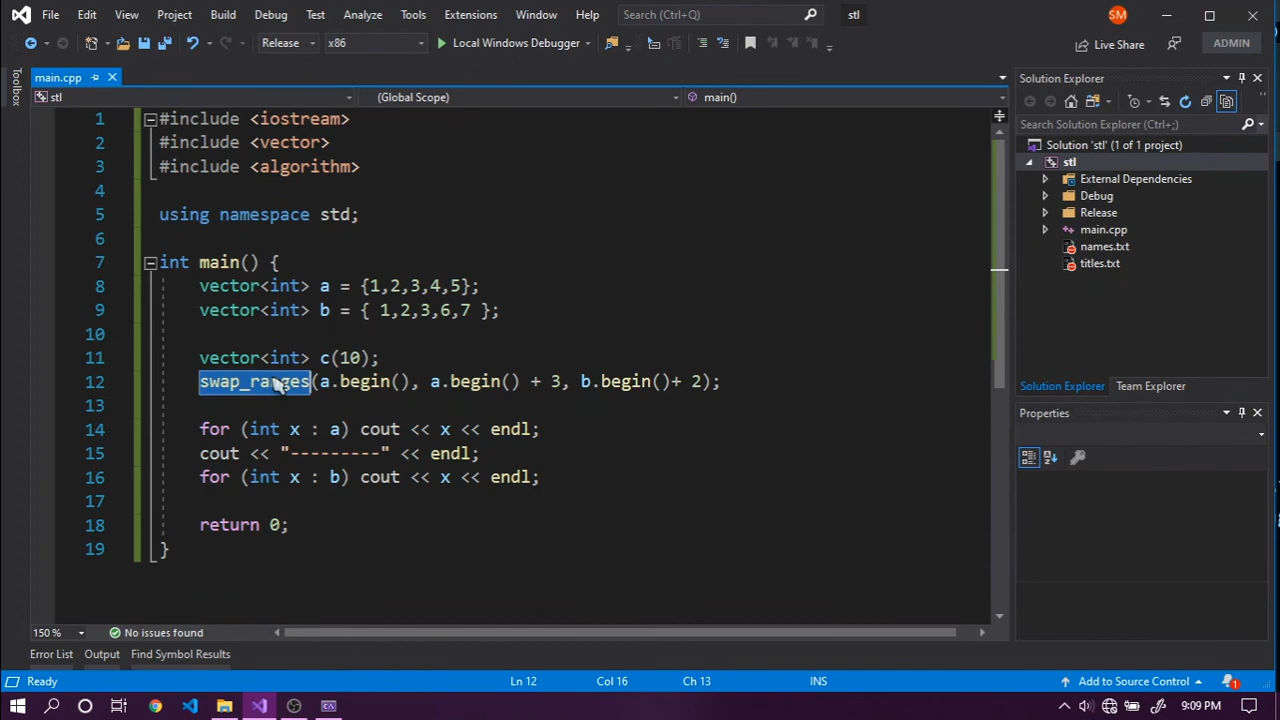 File Edit View Project Build Debug Test Analyze Tools Extensions Window Help Search (Ctrl+Q) stl SM
Release x86 Local Windows Debugger Live Share ADMIN
Toolbox
main.cpp
stl (Global Scope) main()
1 #include <iostream>
2 #include <vector>
3 #include <algorithm>
4
5 using namespace std;
6
7 int main() {
8 vector<int> a = {1,2,3,4,5};
9 vector<int> b = { 1,2,3,6,7 };
10
11 vector<int> c(10);
12 swap_ranges(a.begin(), a.begin() + 3, b.begin()+ 2);
13
14 for (int x : a) cout << x << endl;
15 cout << "---------" << endl;
16 for (int x : b) cout << x << endl;
17
18 return 0;
19 }
150 % No issues found
Error List Output Find Symbol Results
Solution Explorer
Search Solution Explorer (Ctrl+;)
Solution 'stl' (1 of 1 project)
stl
External Dependencies
Debug
Release
main.cpp
names.txt
titles.txt
Solution Explorer Team Explorer
Properties
Ready Ln 12 Col 16 Ch 13 INS Add to Source Control 1
9:09 PM